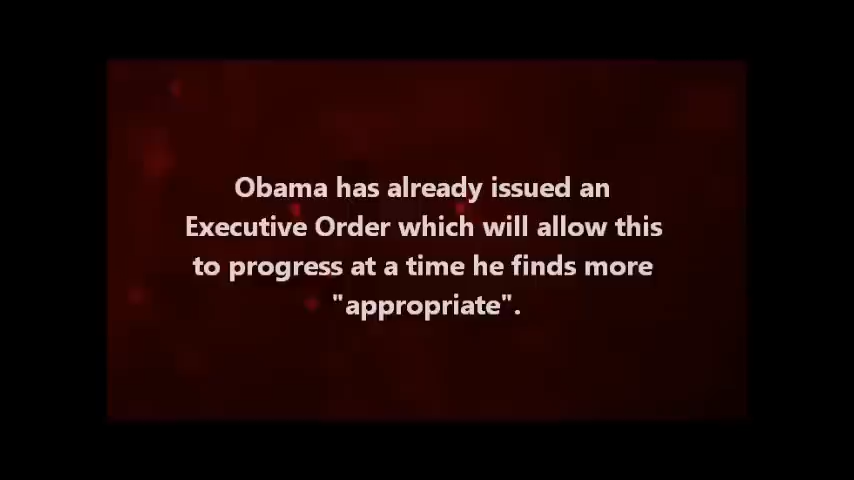 Obama has already issued an
Executive Order which will allow this
to progress at a time he finds more
"appropriate".